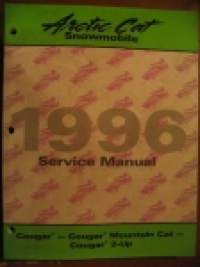 Arctic Cat
Snowmobile
1996
Service Manual
Cougar® — Cougar® Mountain Cat —
Cougar® 2-Up